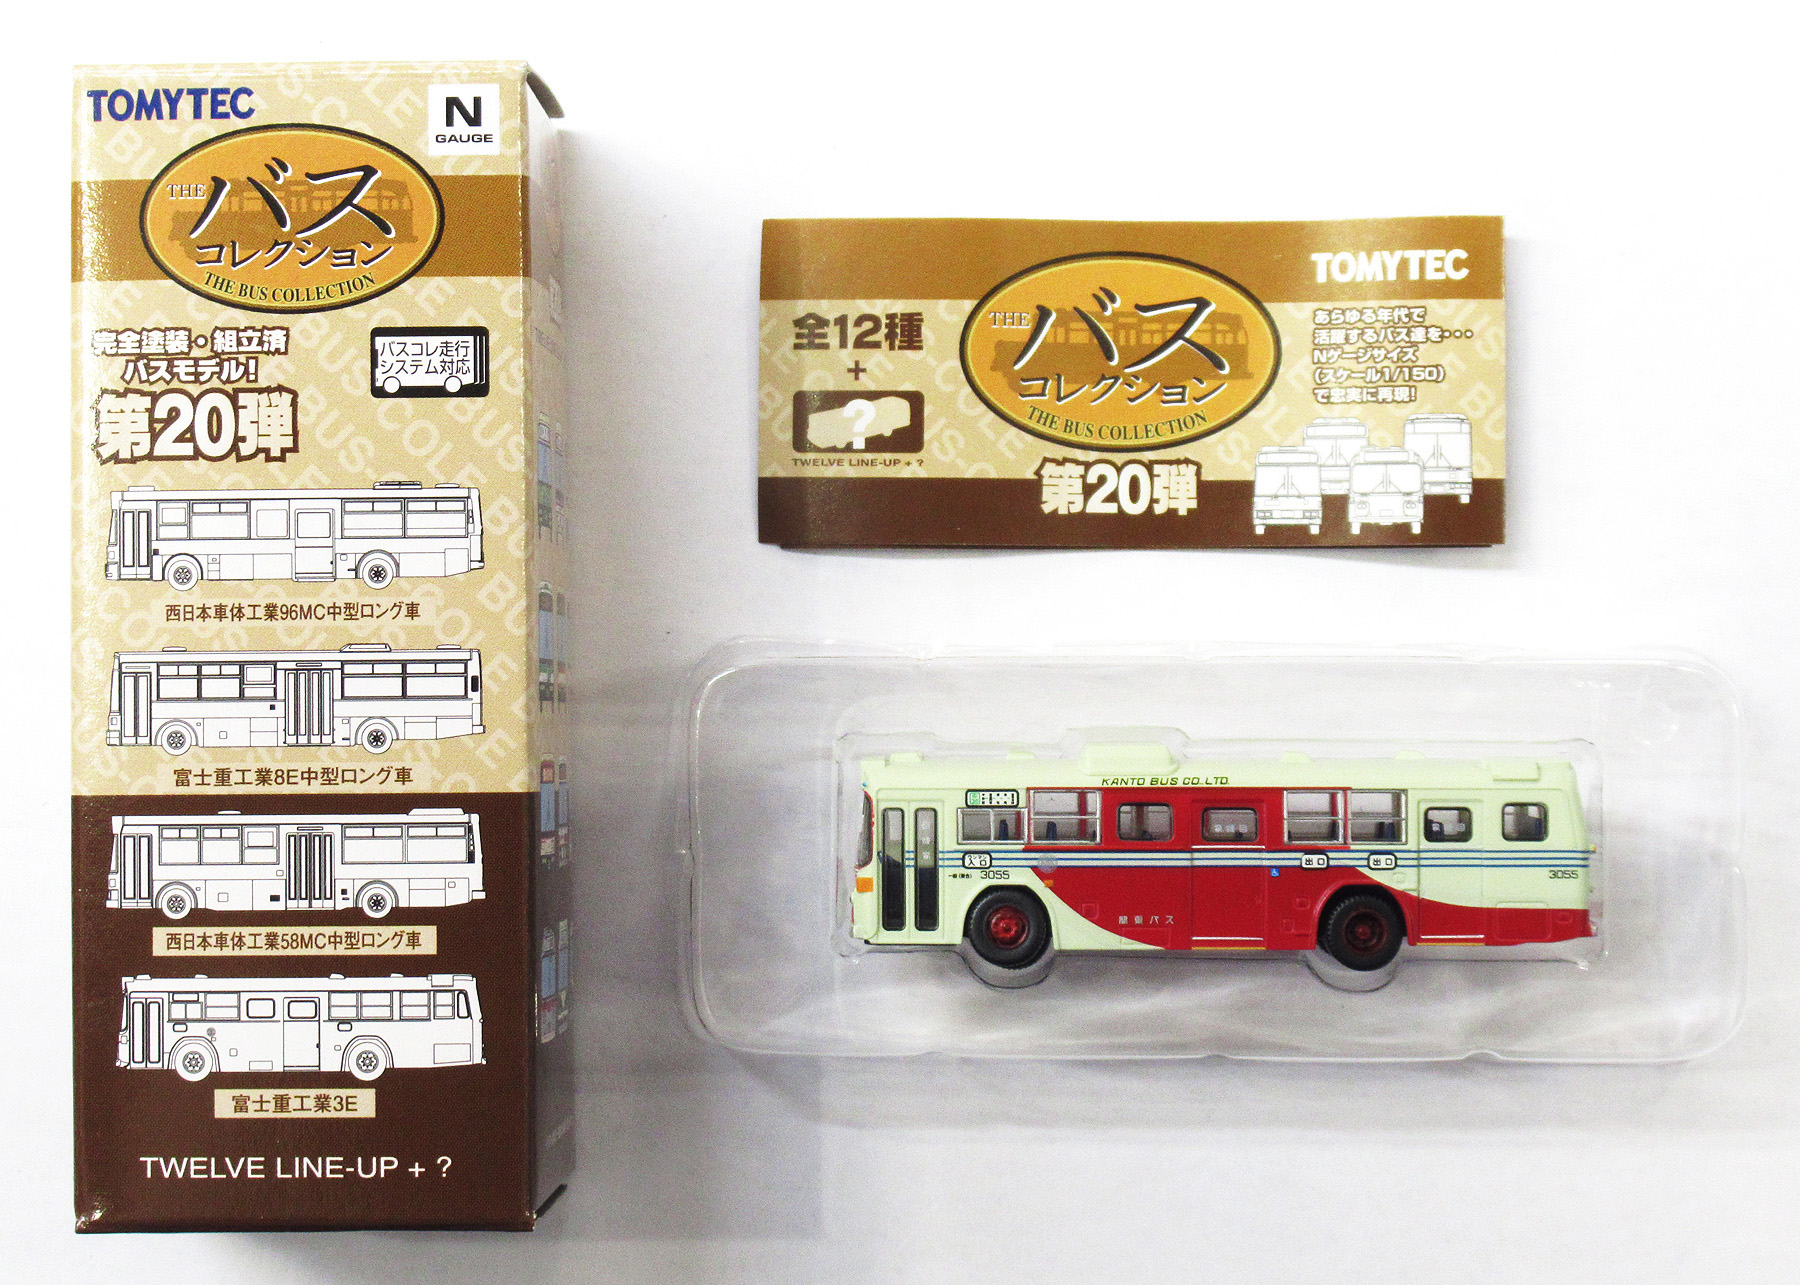 TOMYTEC
N
GAUGE
THE バス
コレクション
THE BUS COLLECTION
完全塗装・組立済
バスモデル!
バスコレ走行
システム対応
第20弾
西日本車体工業96MC中型ロング車
富士重工業8E中型ロング車
西日本車体工業58MC中型ロング車
富士重工業3E
TWELVE LINE-UP + ?
TOMYTEC
全12種
+
?
TWELVE LINE-UP + ?
THE バス
コレクション
THE BUS COLLECTION
第20弾
あらゆる年代で
活躍するバス達を・・・
Nゲージサイズ
(スケール1/150)
で忠実に再現!
KANTO BUS CO.,LTD.
ワンマン
入口
出口
出口
3055
3055
関東バス